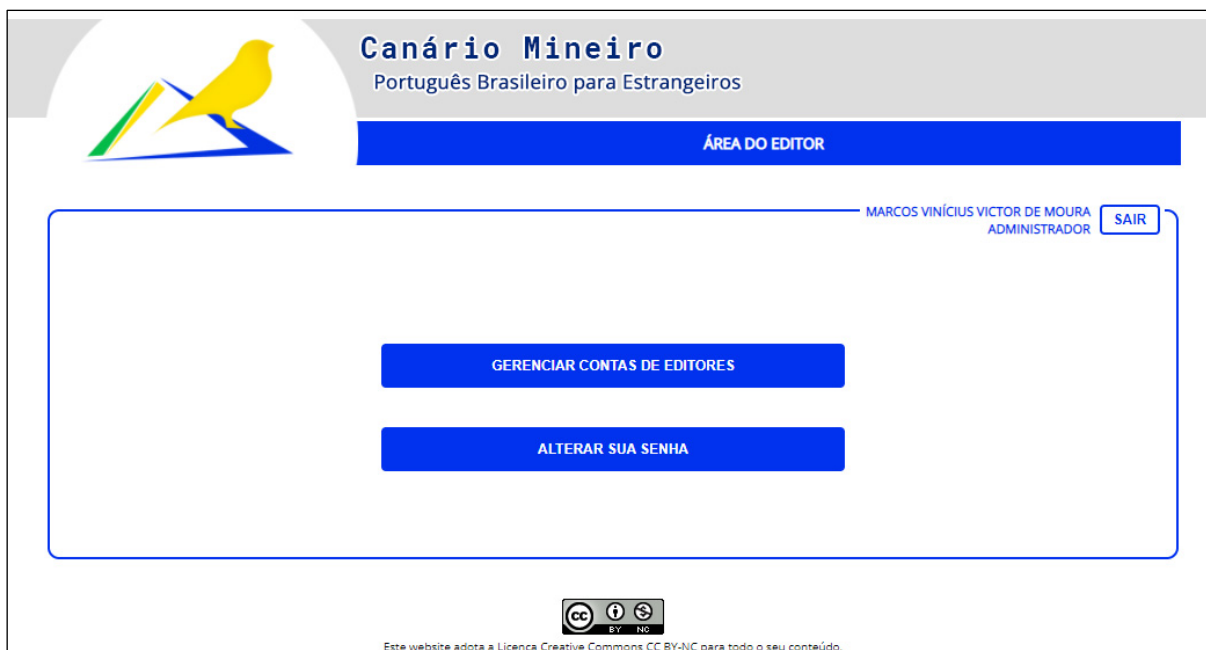 Canário Mineiro
Português Brasileiro para Estrangeiros
ÁREA DO EDITOR
MARCOS VINÍCIUS VICTOR DE MOURA
ADMINISTRADOR
SAIR
GERENCIAR CONTAS DE EDITORES
ALTERAR SUA SENHA
cc
BY NC
Este website adota a Licença Creative Commons CC BY-NC para todo o seu conteúdo.